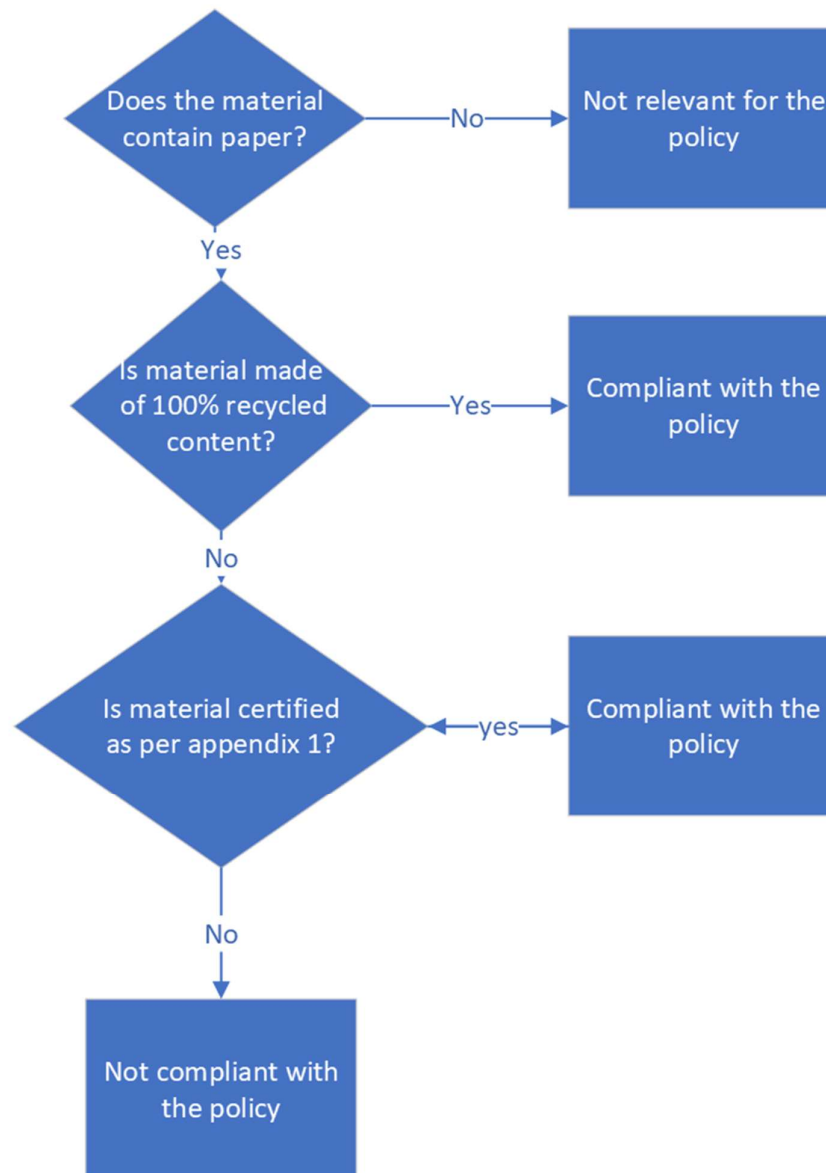 Does the material
contain paper?
No
Not relevant for the
policy
Yes
Is material made
of 100% recycled
content?
Yes
Compliant with the
policy
No
Is material certified
as per appendix 1?
yes
Compliant with the
policy
No
Not compliant with
the policy